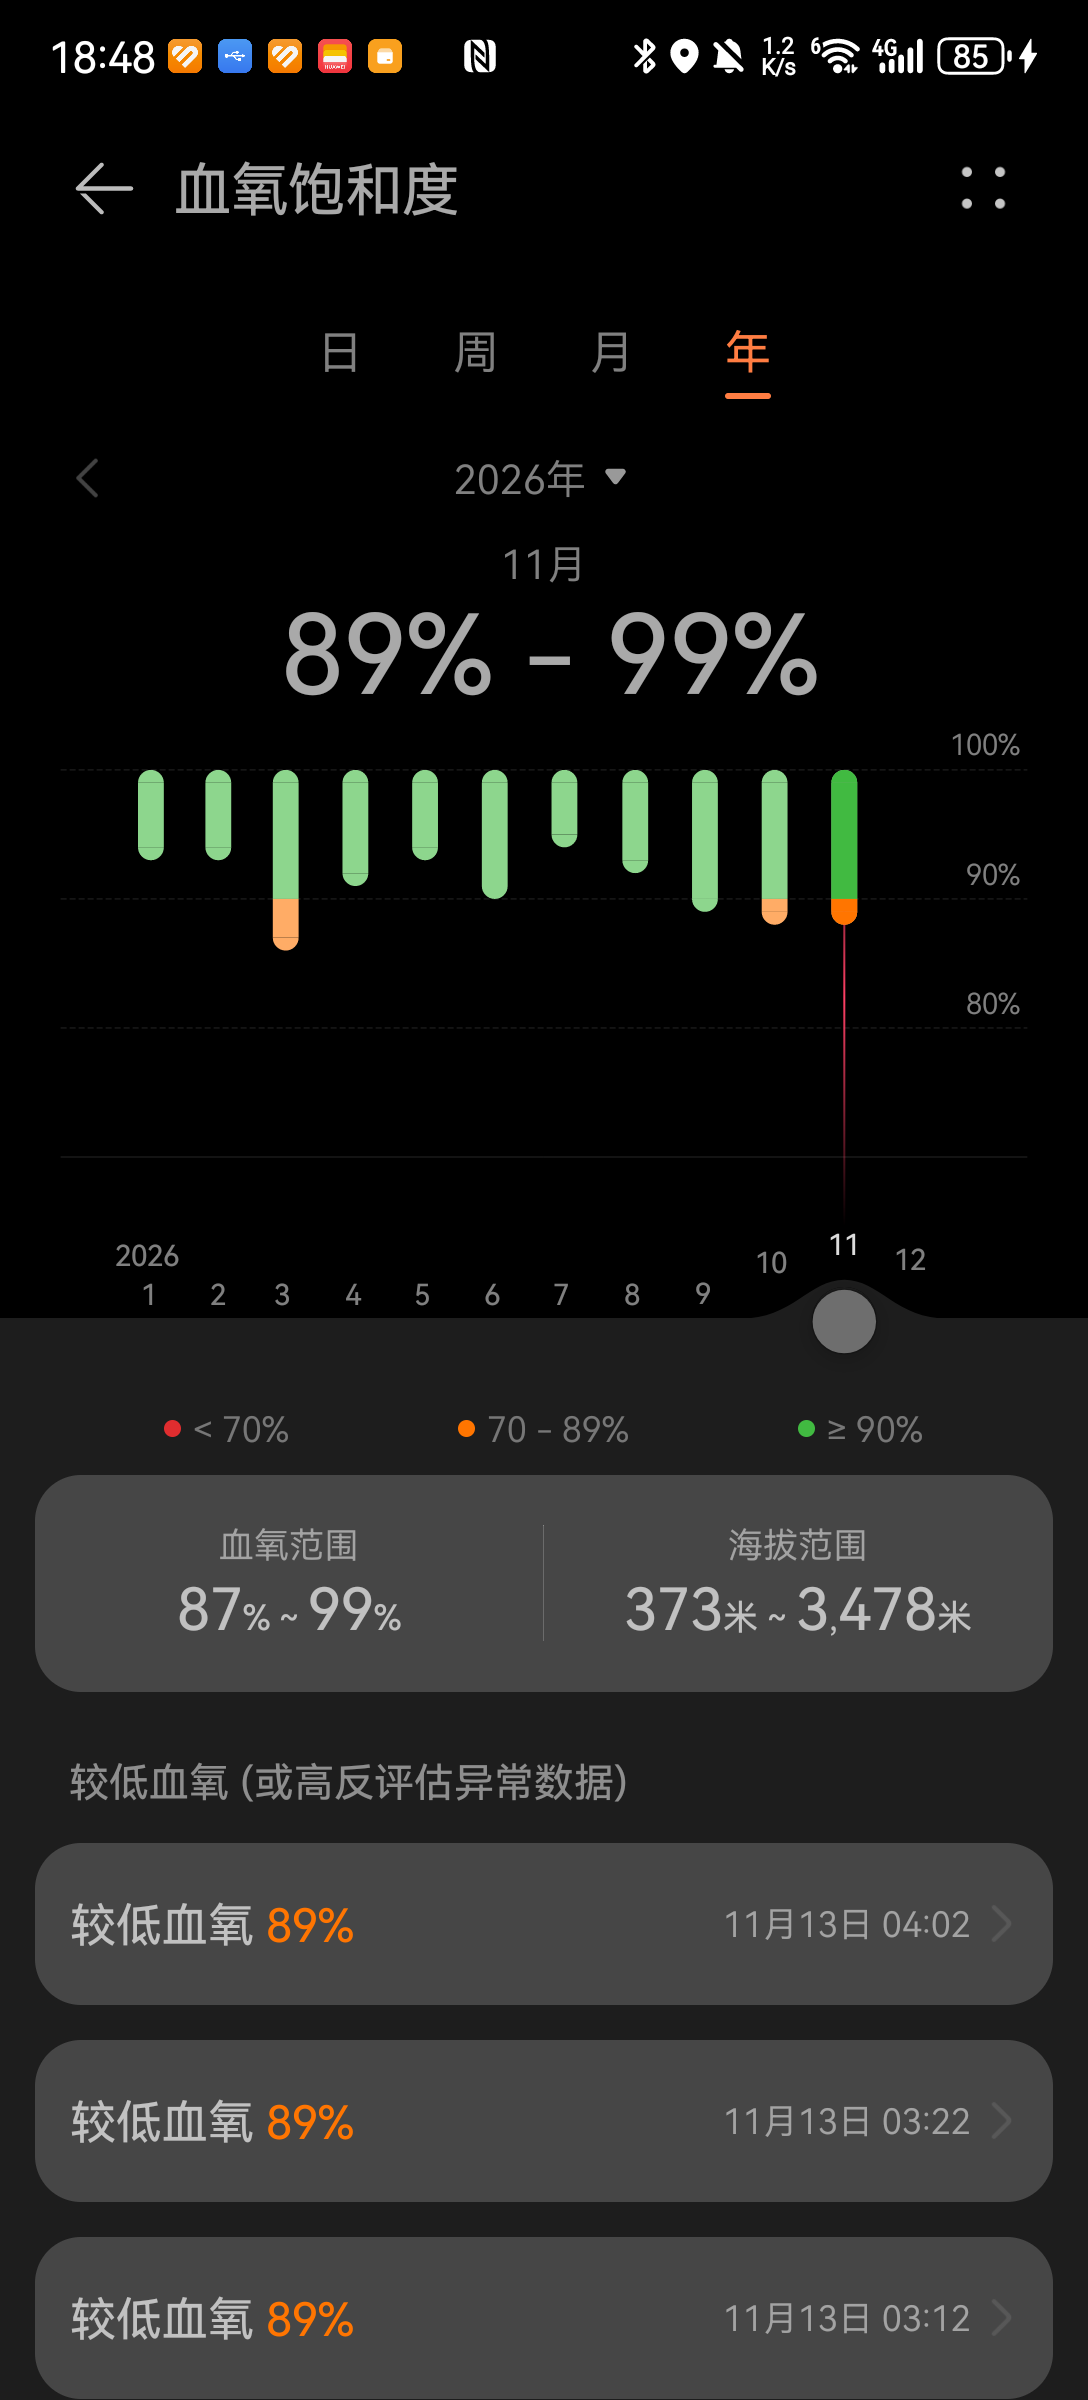 18:48 1.2 K/s 6 4G 85
血氧饱和度
日 周 月 年
2026年
11月
89% - 99%
100%
90%
80%
2026
1 2 3 4 5 6 7 8 9 10 11 12
< 70% 70 - 89% ≥ 90%
血氧范围 海拔范围
87% ~ 99% 373米 ~ 3,478米
较低血氧 (或高反评估异常数据)
较低血氧 89% 11月13日 04:02
较低血氧 89% 11月13日 03:22
较低血氧 89% 11月13日 03:12